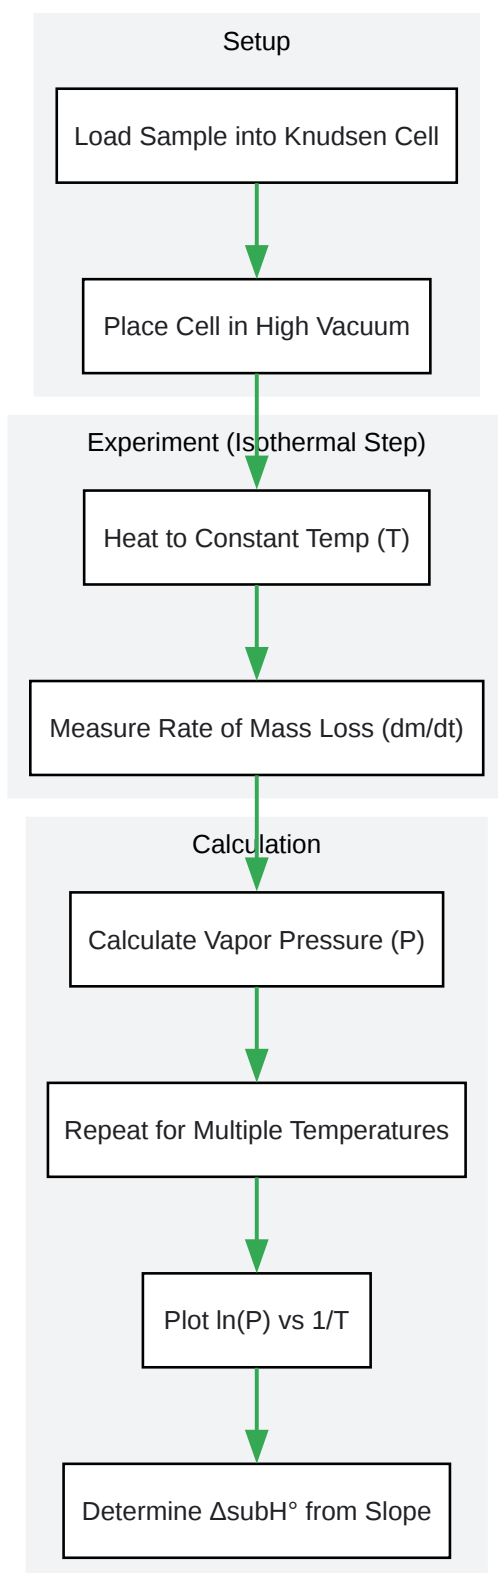 Setup
Load Sample into Knudsen Cell
Place Cell in High Vacuum
Experiment (Isothermal Step)
Heat to Constant Temp (T)
Measure Rate of Mass Loss (dm/dt)
Calculation
Calculate Vapor Pressure (P)
Repeat for Multiple Temperatures
Plot ln(P) vs 1/T
Determine ΔsubH° from Slope